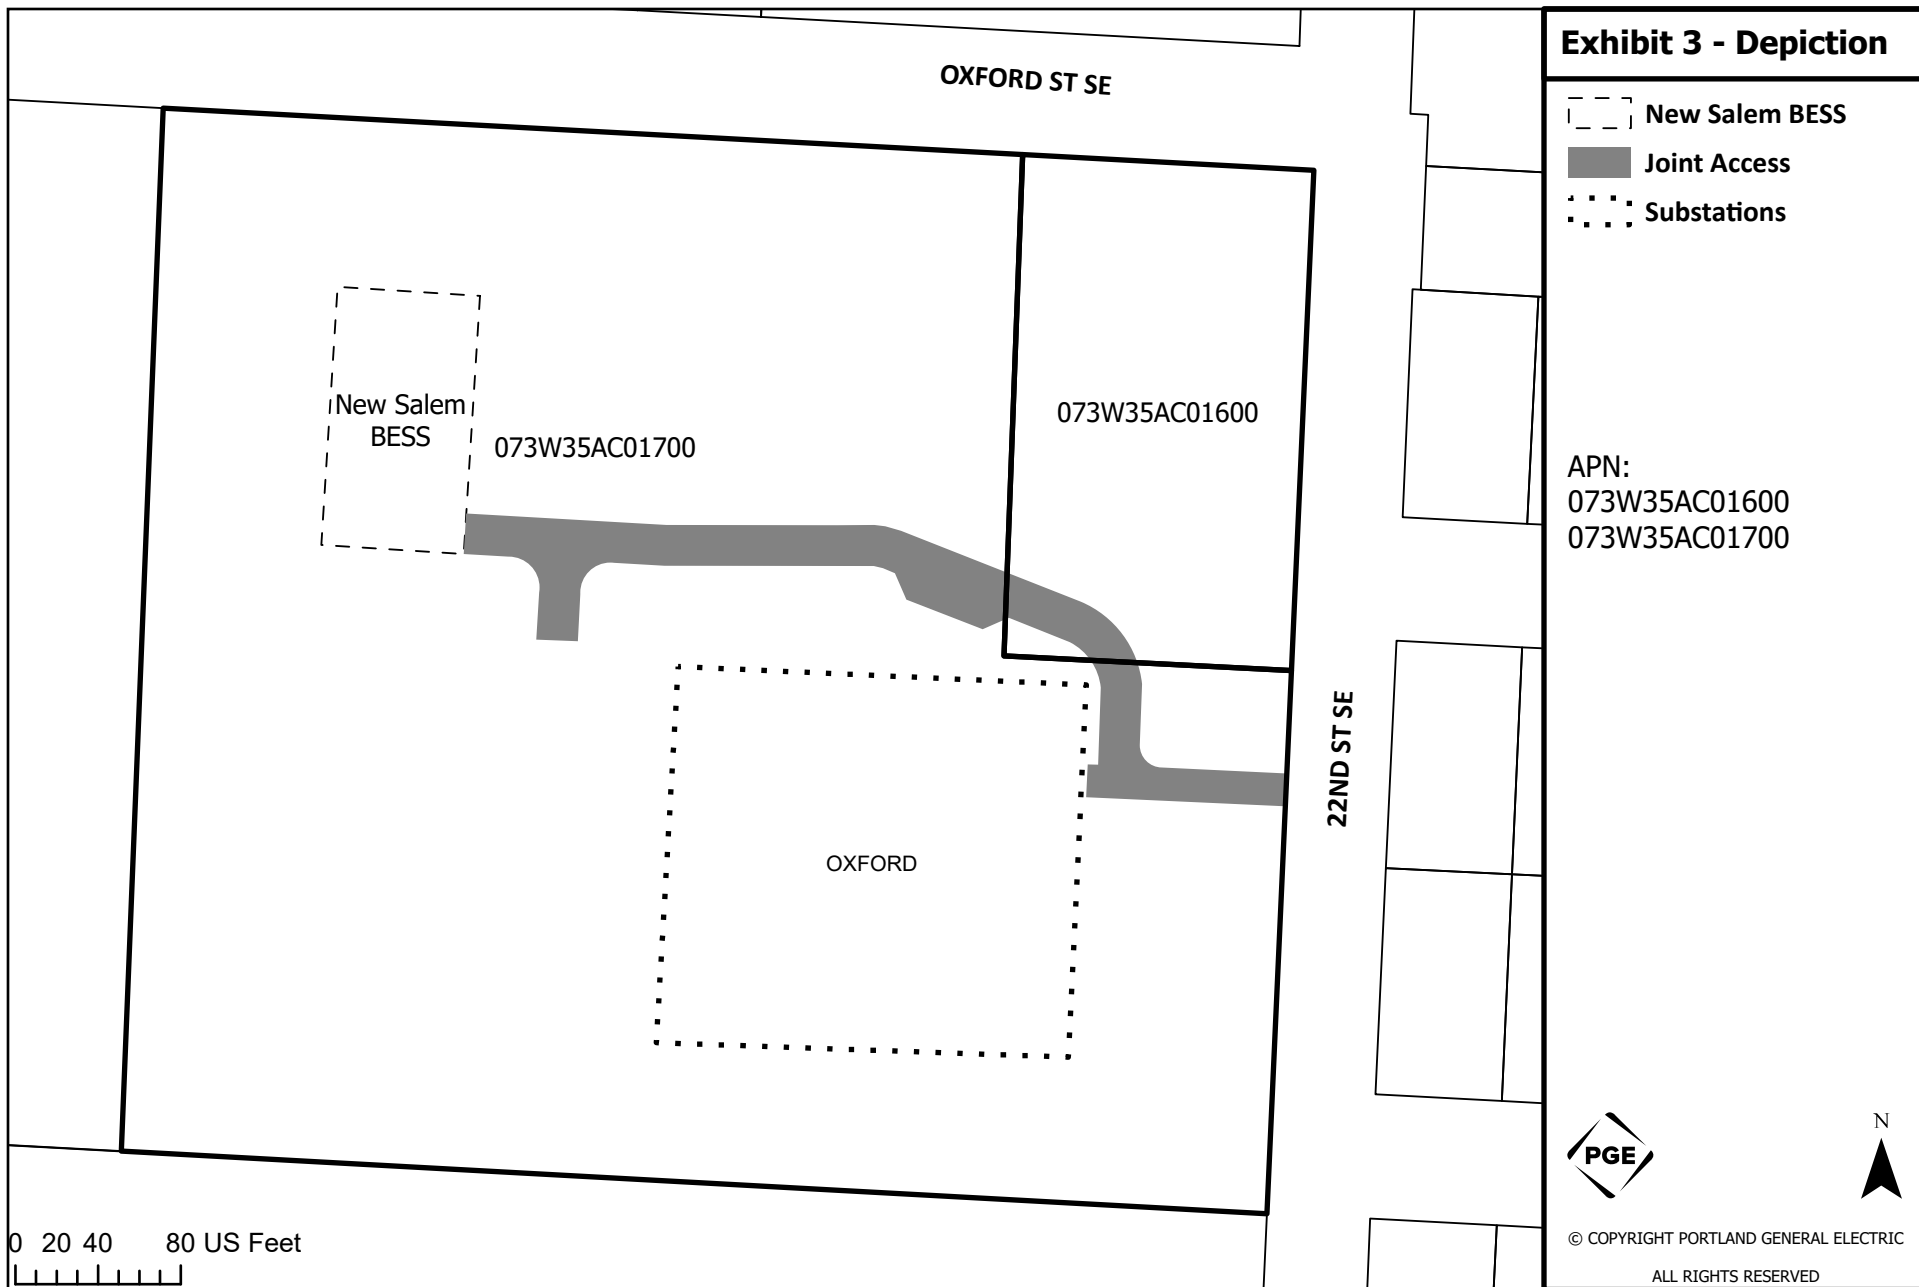 Exhibit 3 - Depiction
New Salem BESS
Joint Access
Substations
OXFORD ST SE
New Salem
BESS
073W35AC01700
073W35AC01600
APN:
073W35AC01600
073W35AC01700
22ND ST SE
OXFORD
PGE
N
0 20 40 80 US Feet
© COPYRIGHT PORTLAND GENERAL ELECTRIC
ALL RIGHTS RESERVED